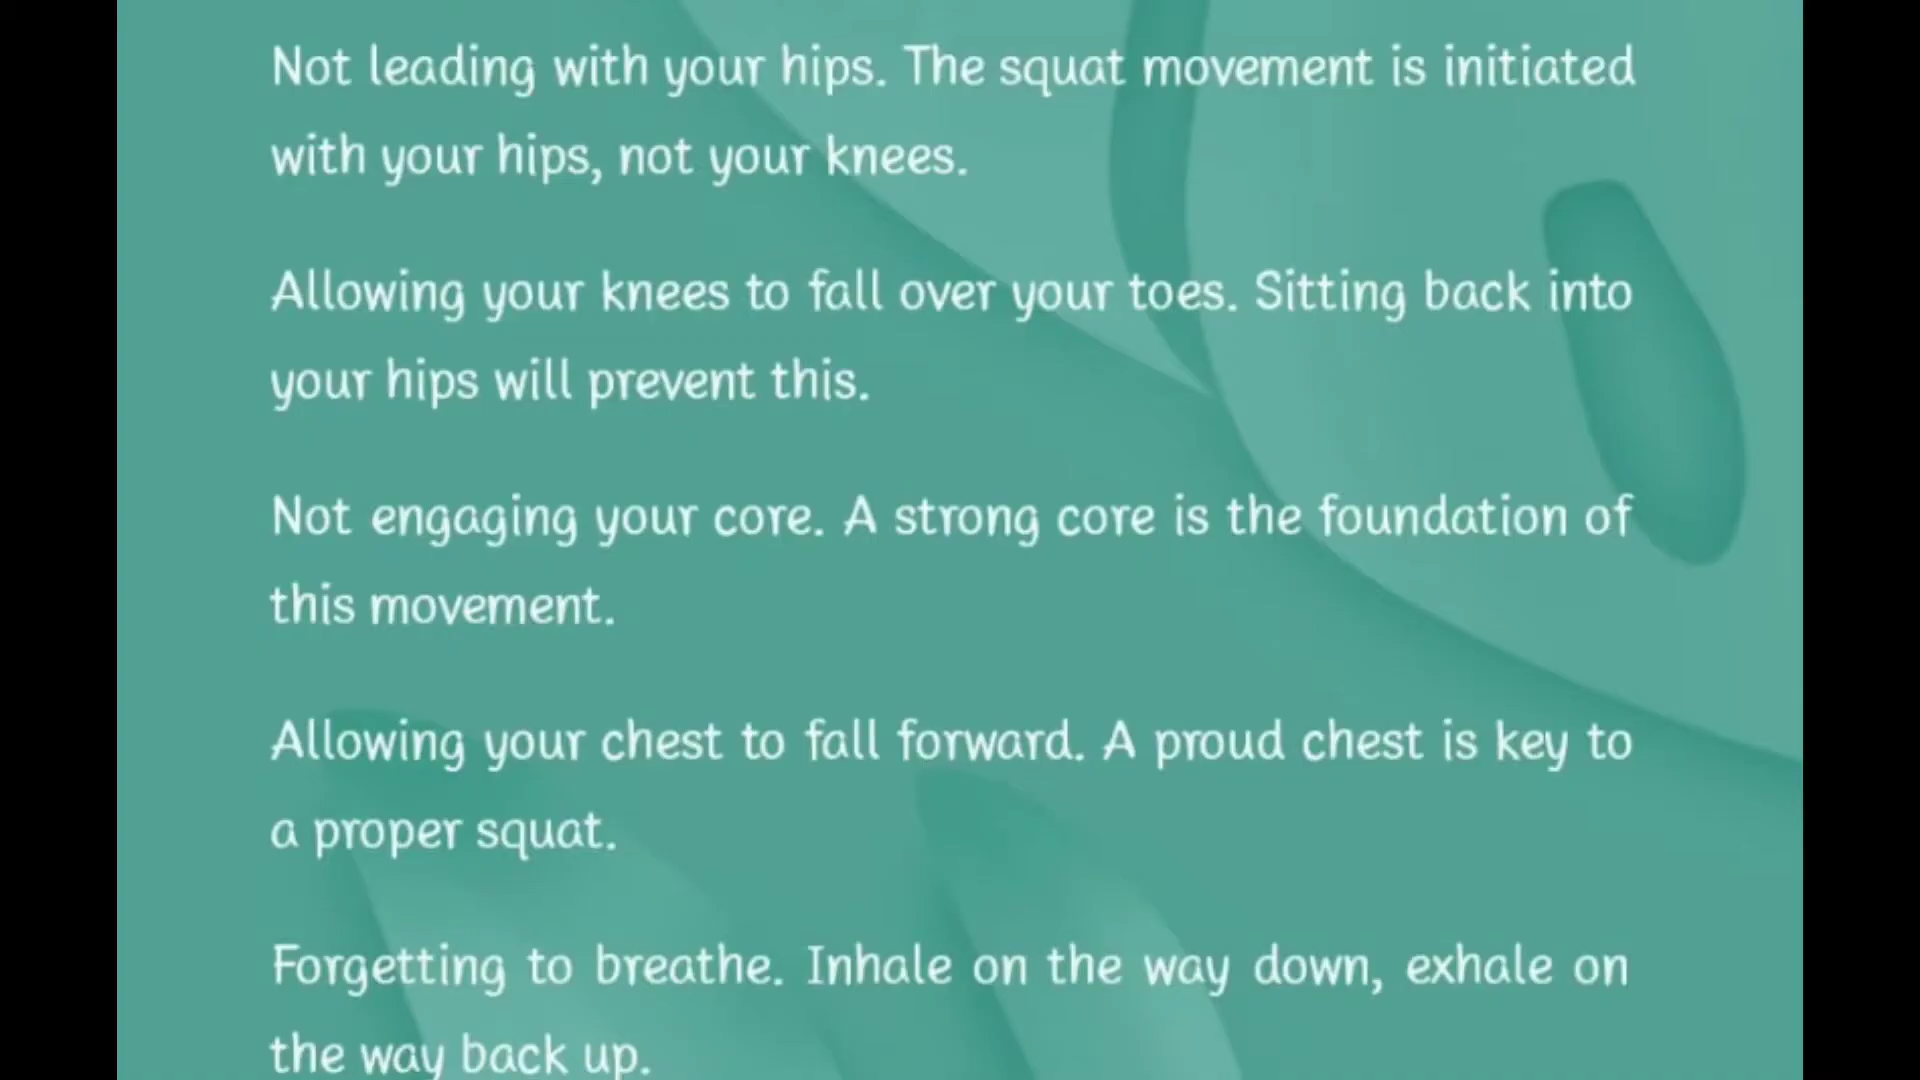 Not leading with your hips. The squat movement is initiated
with your hips, not your knees.
Allowing your knees to fall over your toes. Sitting back into
your hips will prevent this.
Not engaging your core. A strong core is the foundation of
this movement.
Allowing your chest to fall forward. A proud chest is key to
a proper squat.
Forgetting to breathe. Inhale on the way down, exhale on
the way back up.